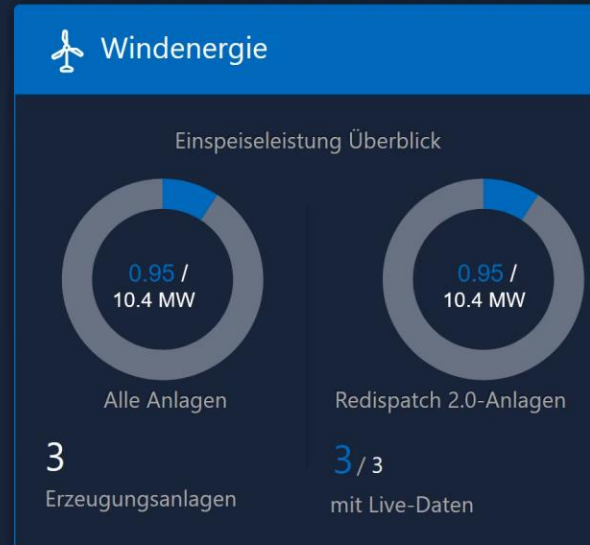 Windenergie
Einspeiseleistung Überblick
0.95 /
10.4 MW
Alle Anlagen
3
Erzeugungsanlagen
0.95 /
10.4 MW
Redispatch 2.0-Anlagen
3 / 3
mit Live-Daten